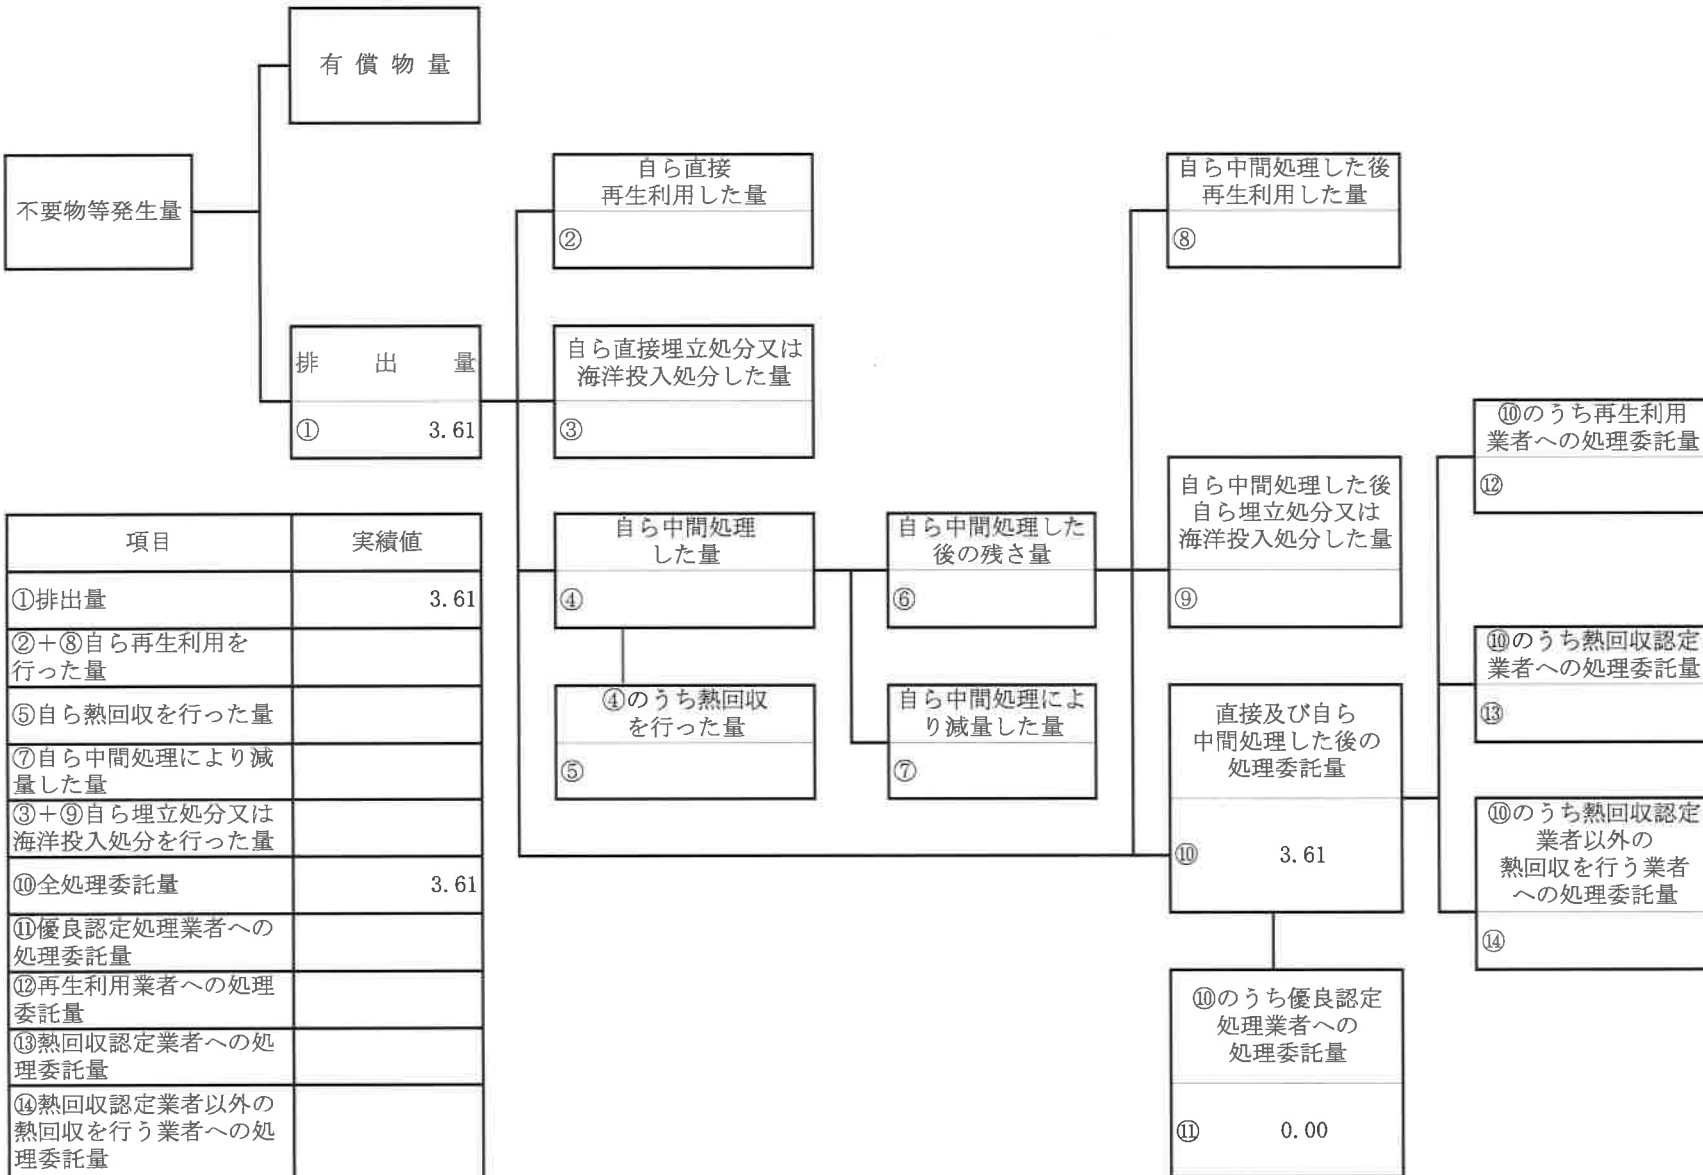 有償物量
不要物等発生量
排出量
① 3.61
自ら直接
再生利用した量
②
自ら直接埋立処分又は
海洋投入処分した量
③
自ら中間処理
した量
④
④のうち熱回収
を行った量
⑤
自ら中間処理した
後の残さ量
⑥
自ら中間処理によ
り減量した量
⑦
自ら中間処理した後
再生利用した量
⑧
自ら中間処理した後
自ら埋立処分又は
海洋投入処分した量
⑨
直接及び自ら
中間処理した後の
処理委託量
⑩ 3.61
⑩のうち優良認定
処理業者への
処理委託量
⑪ 0.00
⑩のうち再生利用
業者への処理委託量
⑫
⑩のうち熱回収認定
業者への処理委託量
⑬
⑩のうち熱回収認定
業者以外の
熱回収を行う業者
への処理委託量
⑭
項目 実績値
①排出量 3.61
②+⑧自ら再生利用を
行った量
⑤自ら熱回収を行った量
⑦自ら中間処理により減
量した量
③+⑨自ら埋立処分又は
海洋投入処分を行った量
⑩全処理委託量 3.61
⑪優良認定処理業者への
処理委託量
⑫再生利用業者への処理
委託量
⑬熱回収認定業者への処
理委託量
⑭熱回収認定業者以外の
熱回収を行う業者への処
理委託量